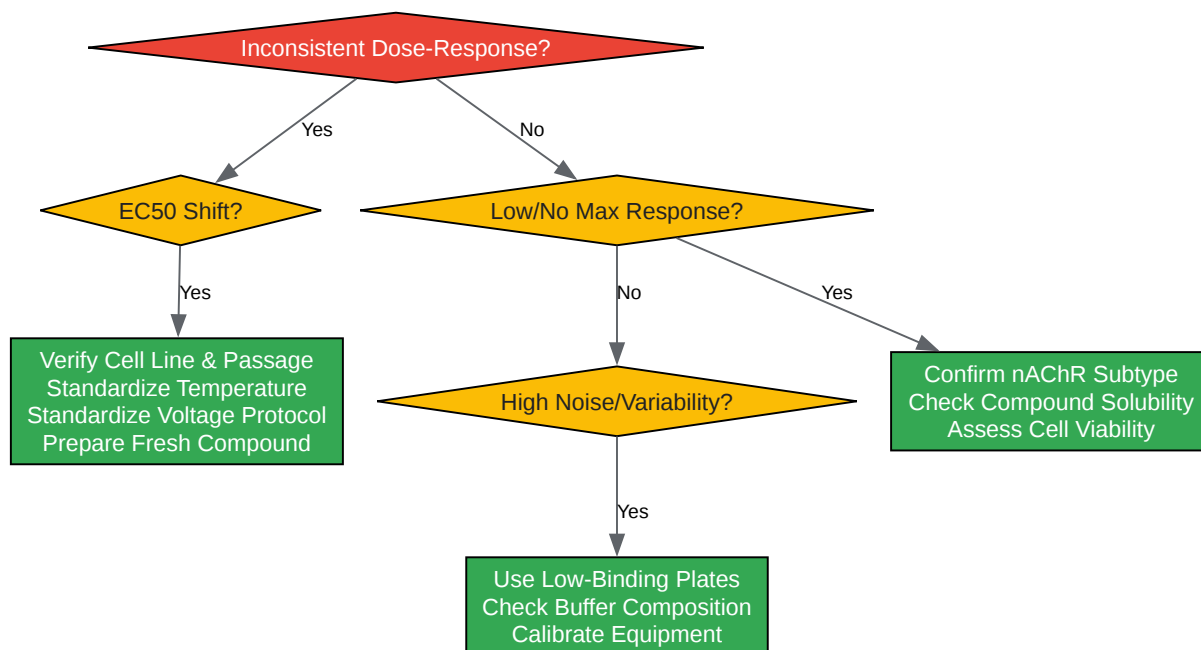 Inconsistent Dose-Response?
Yes
No
EC50 Shift?
Low/No Max Response?
Yes
No
Yes
Verify Cell Line & Passage
Standardize Temperature
Standardize Voltage Protocol
Prepare Fresh Compound
High Noise/Variability?
Confirm nAChR Subtype
Check Compound Solubility
Assess Cell Viability
Yes
Use Low-Binding Plates
Check Buffer Composition
Calibrate Equipment